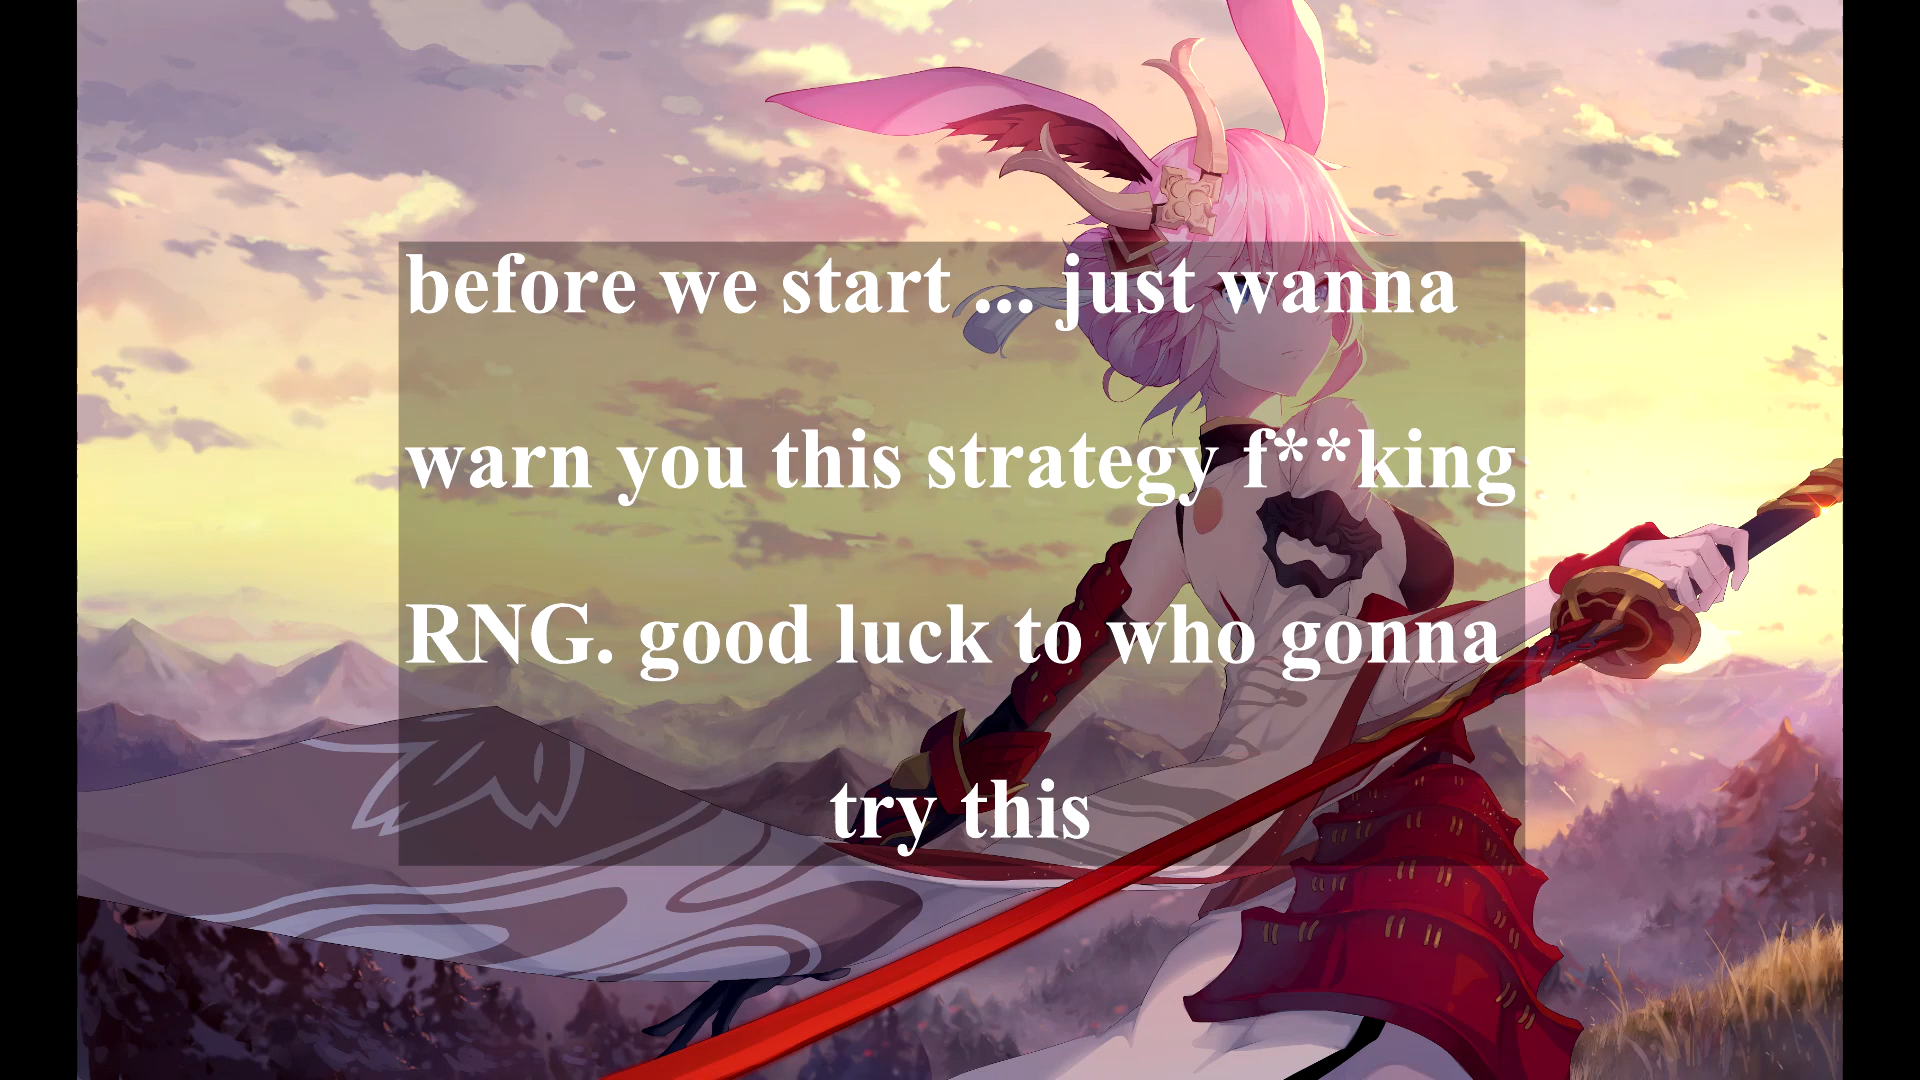 before we start ... just wanna
warn you this strategy f**king
RNG. good luck to who gonna
try this